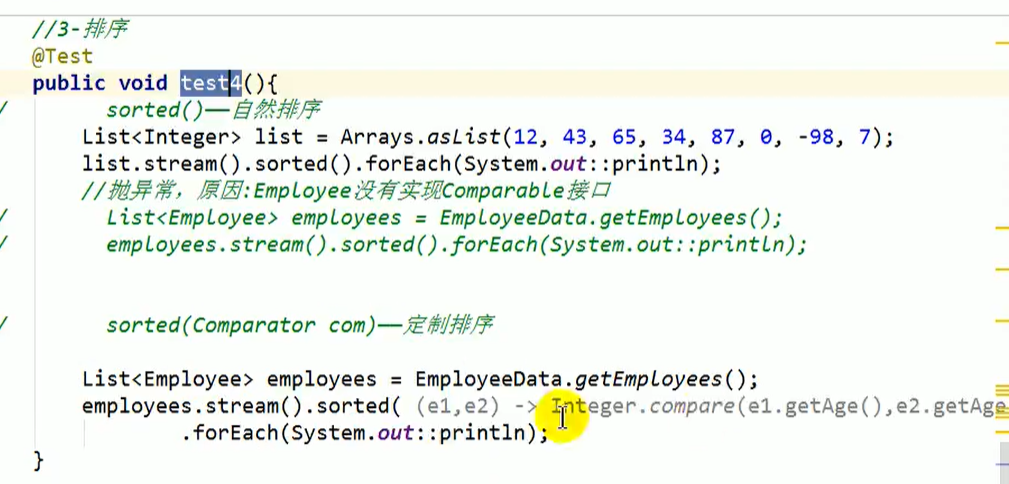 //3-排序
@Test
public void test4(){
/ sorted()——自然排序
List<Integer> list = Arrays.asList(12, 43, 65, 34, 87, 0, -98, 7);
list.stream().sorted().forEach(System.out::println);
//抛异常，原因:Employee没有实现Comparable接口
/ List<Employee> employees = EmployeeData.getEmployees();
/ employees.stream().sorted().forEach(System.out::println);
/ sorted(Comparator com)——定制排序
List<Employee> employees = EmployeeData.getEmployees();
employees.stream().sorted( (e1,e2) -> Integer.compare(e1.getAge(),e2.getAge
.forEach(System.out::println);
}